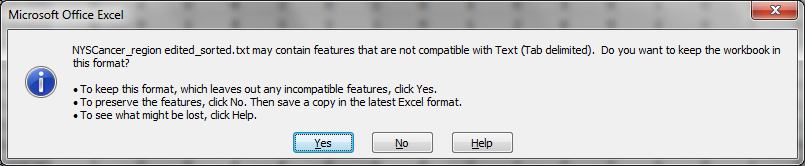 Microsoft Office Excel
NYSCancer_region edited_sorted.txt may contain features that are not compatible with Text (Tab delimited).  Do you want to keep the workbook in
this format?
• To keep this format, which leaves out any incompatible features, click Yes.
• To preserve the features, click No. Then save a copy in the latest Excel format.
• To see what might be lost, click Help.
Yes No Help